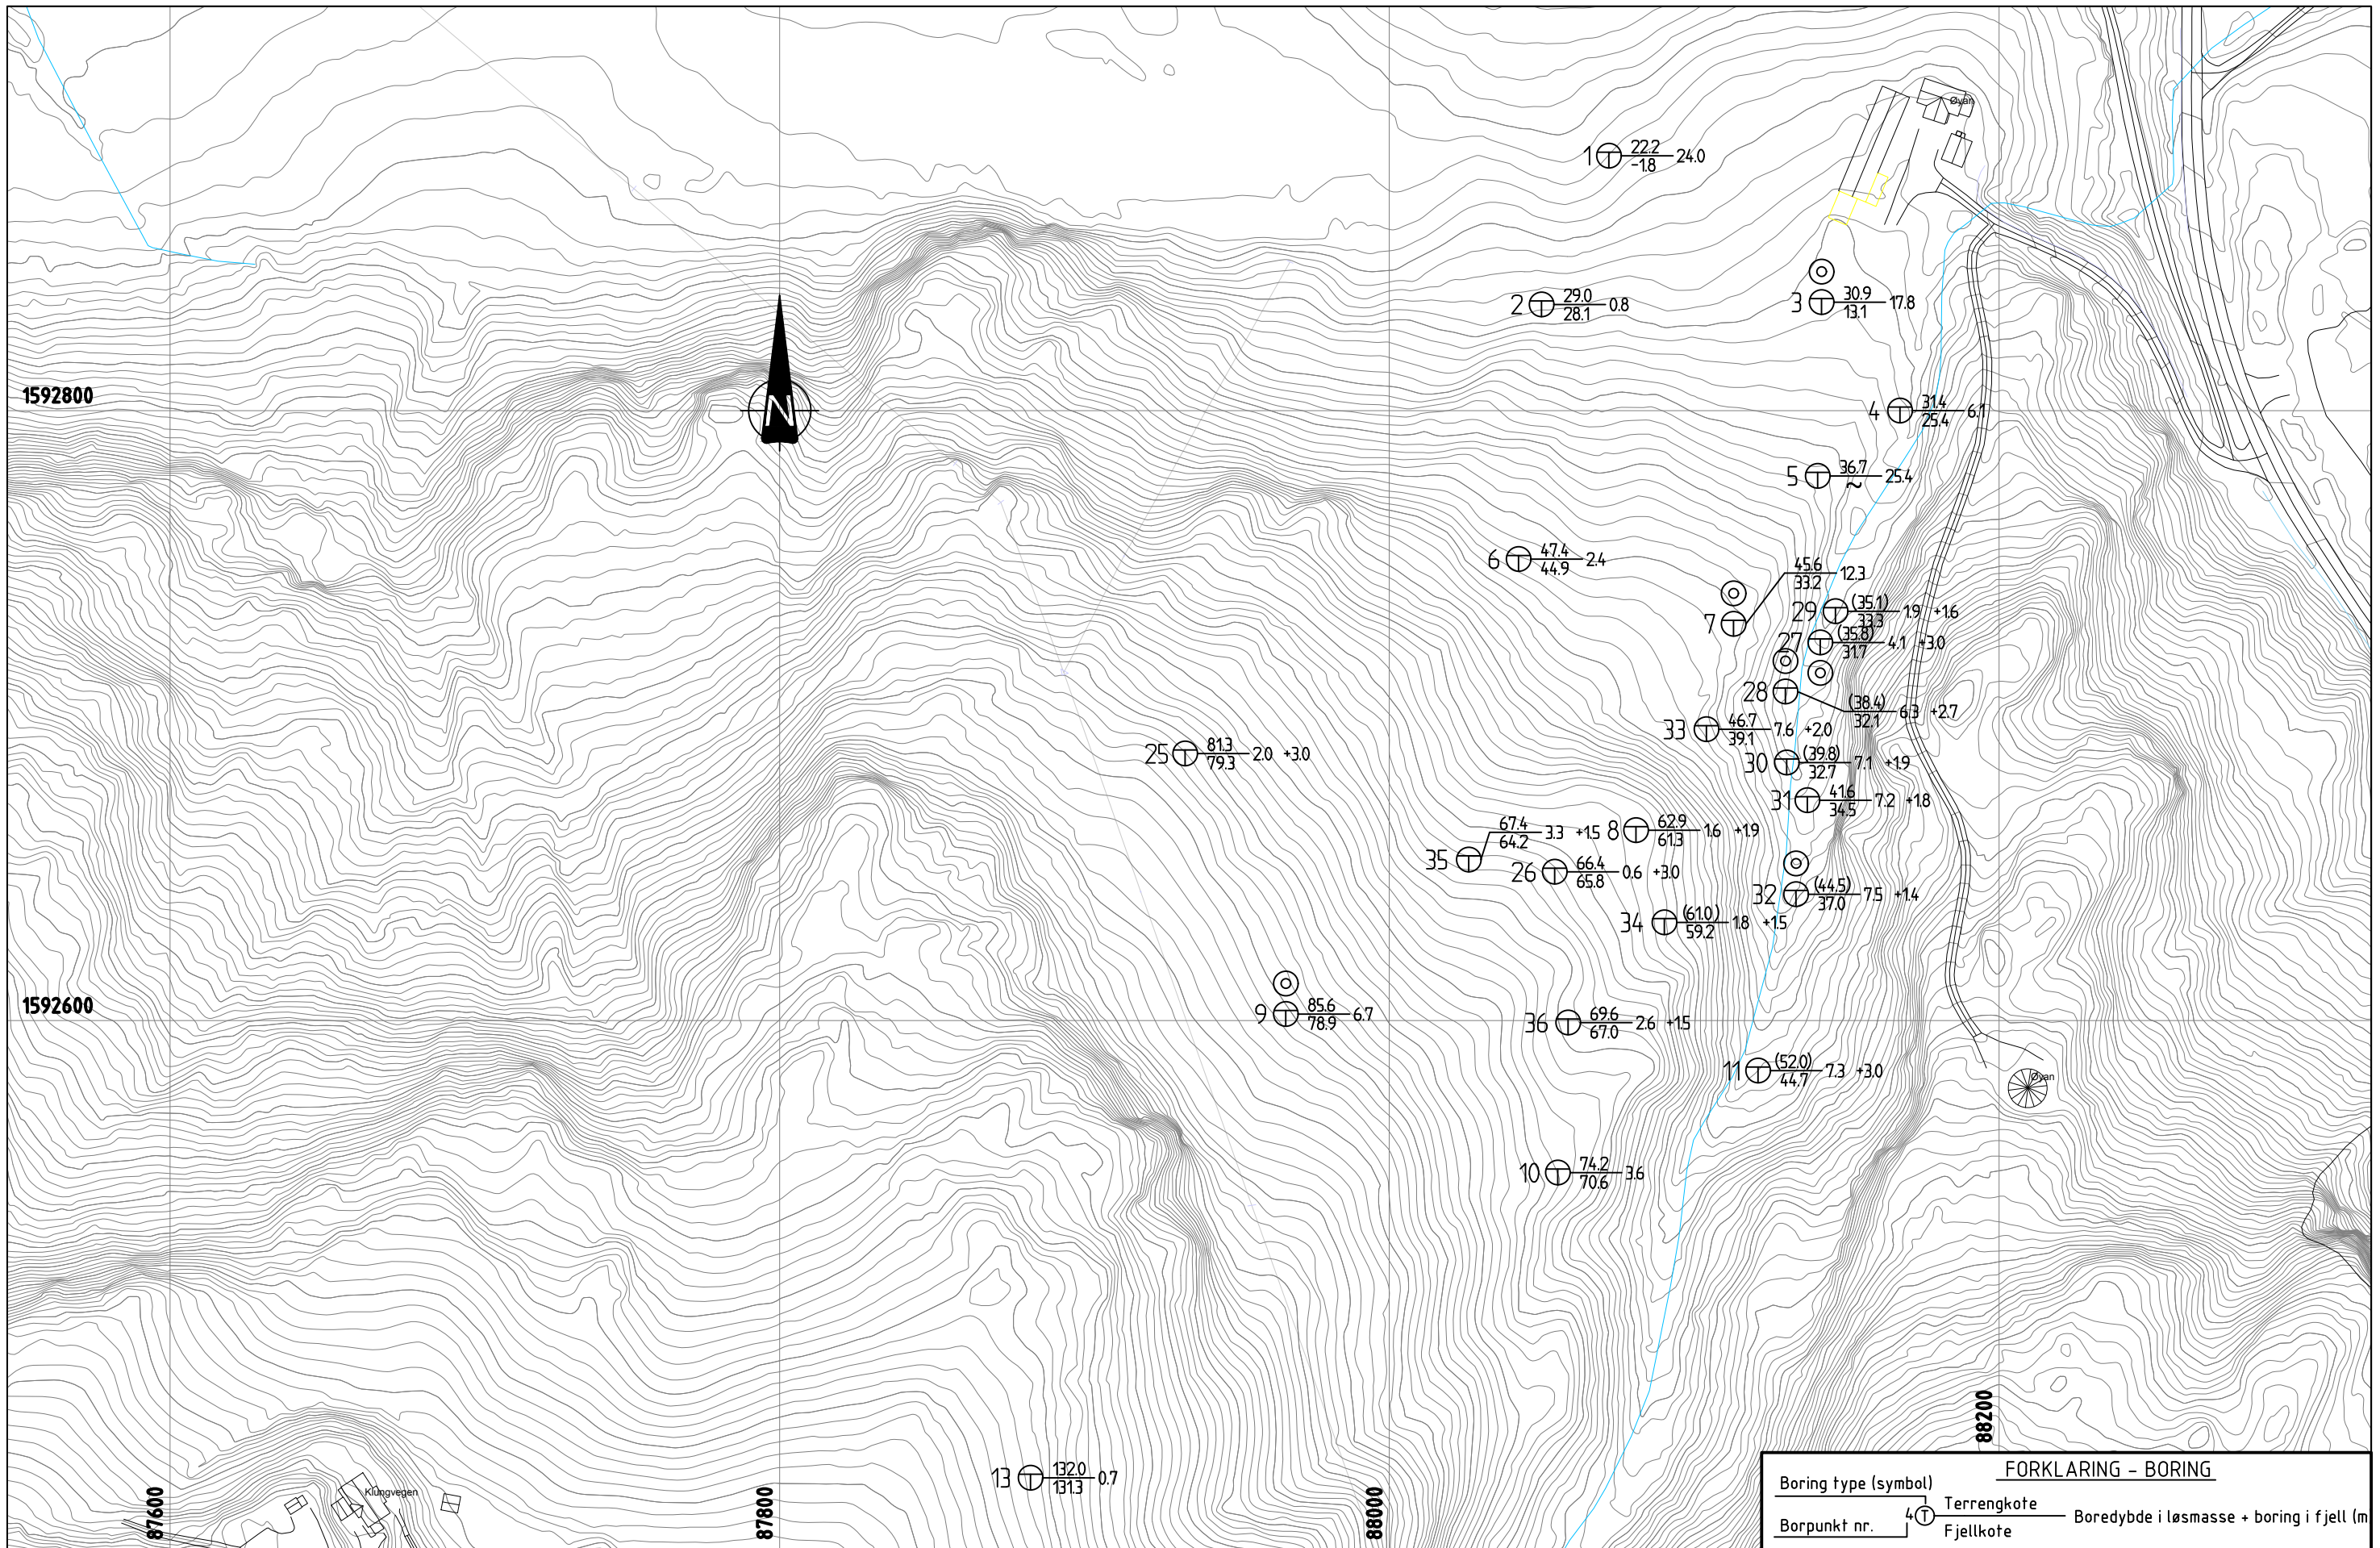 Øyan
1 22.2 24.0
-1.8
2 29.0 0.8
28.1
3 30.9 17.8
13.1
1592800
N
4 31.4 6.1
25.4
5 36.7 25.4
~
6 47.4 2.4
44.9
7 45.6 12.3
33.2
29 (35.1) 1.9 +1.6
33.3
27 (35.8) 4.1 +3.0
31.7
28 (38.4) 6.3 +2.7
32.1
33 46.7 7.6 +2.0
39.1
25 81.3 2.0 +3.0
79.3
30 (39.8) 7.1 +1.9
32.7
31 41.6 7.2 +1.8
34.5
35 67.4 3.3 +1.5
64.2
8 62.9 1.6 +1.9
61.3
26 66.4 0.6 +3.0
65.8
32 (44.5) 7.5 +1.4
37.0
34 (61.0) 1.8 +1.5
59.2
1592600
9 85.6 6.7
78.9
36 69.6 2.6 +1.5
67.0
11 (52.0) 7.3 +3.0
44.7
Øyan
10 74.2 3.6
70.6
13 132.0 0.7
131.3
Klungvegen
87600
87800
88000
88200
FORKLARING - BORING
Boring type (symbol)
Terrengkote
4 T Boredybde i løsmasse + boring i fjell (m
Borpunkt nr.
Fjellkote